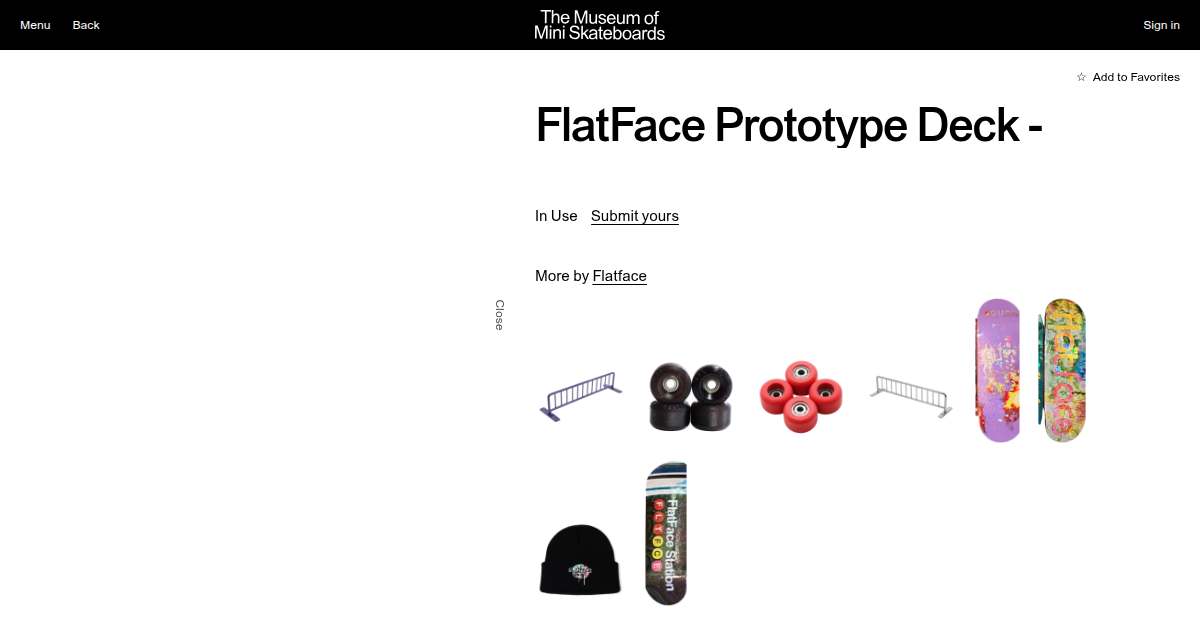 Menu
Back
The Museum of
Mini Skateboards
Sign in
☆ Add to Favorites
FlatFace Prototype Deck -
In Use
Submit yours
More by Flatface
Close
FlatFace Station
FLTFCE